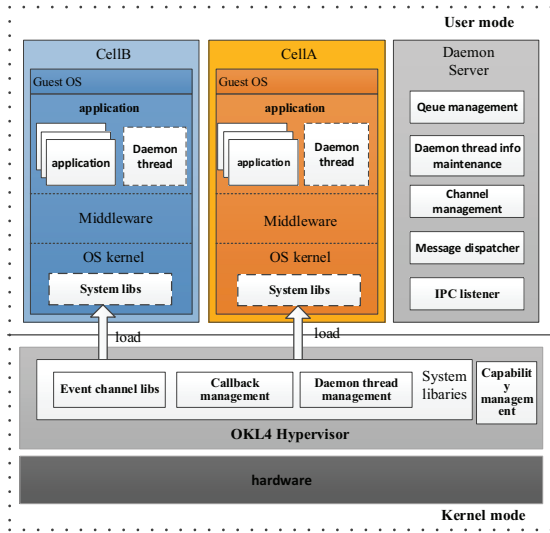 User mode
CellB
Guest OS
application
application
Daemon
thread
Middleware
OS kernel
System libs
load
CellA
Guest OS
application
application
Daemon
thread
Middleware
OS kernel
System libs
load
Daemon
Server
Qeue management
Daemon thread info
maintenance
Channel
management
Message dispatcher
IPC listener
Event channel libs
Callback
management
Daemon thread
management
System
libaries
Capabilit
y
managem
ent
OKL4 Hypervisor
hardware
Kernel mode